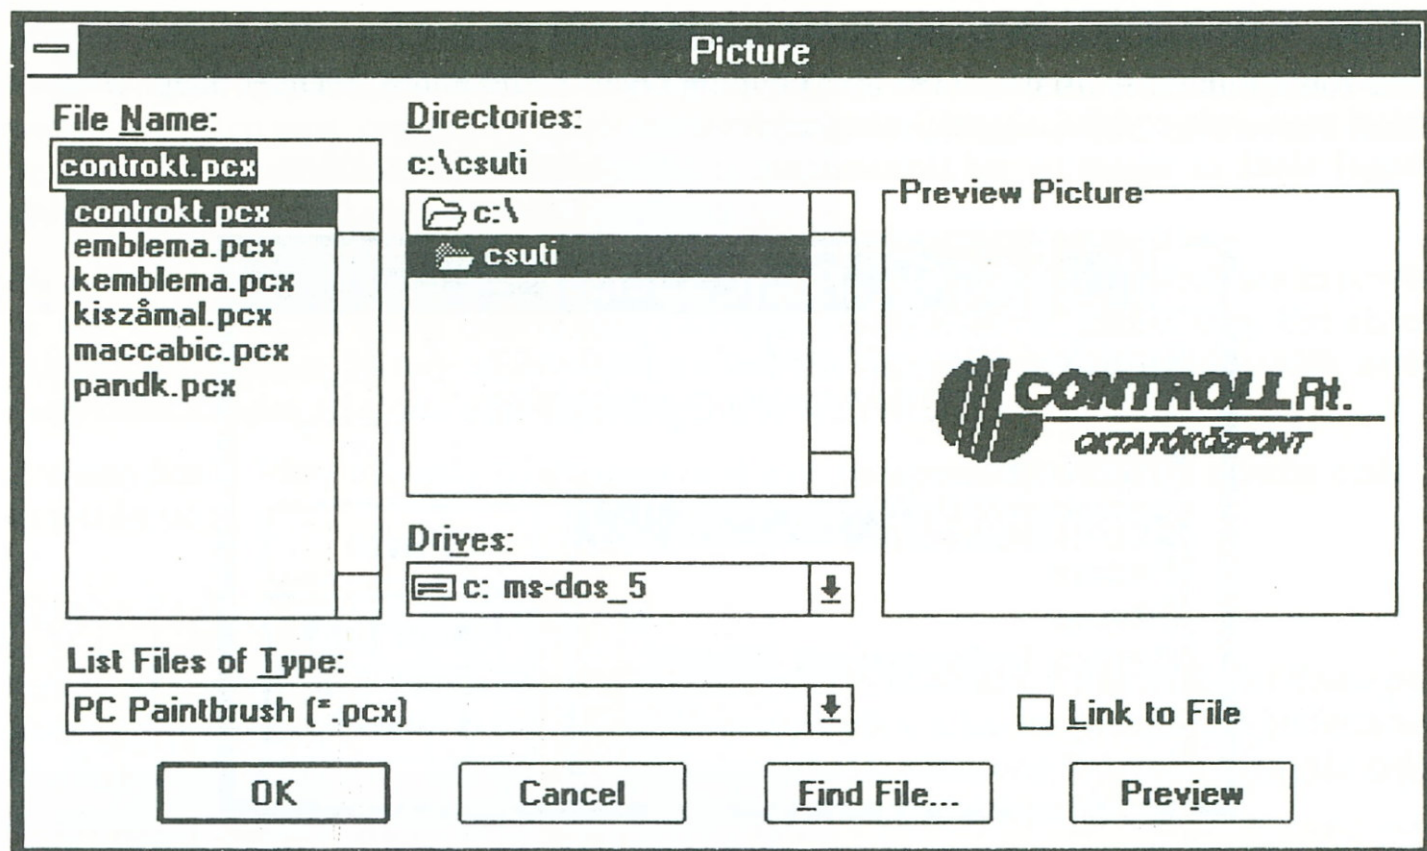 Picture
File Name:
controkt.pcx
controkt.pcx
emblema.pcx
kemblema.pcx
kiszåmal.pcx
maccabic.pcx
pandk.pcx
Directories:
c:\csuti
c:\
csuti
Drives:
c: ms-dos_5
Preview Picture
CONTROLL Rt.
OKTATÓKÖZPONT
List Files of Type:
PC Paintbrush (*.pcx)
Link to File
OK
Cancel
Find File...
Preview